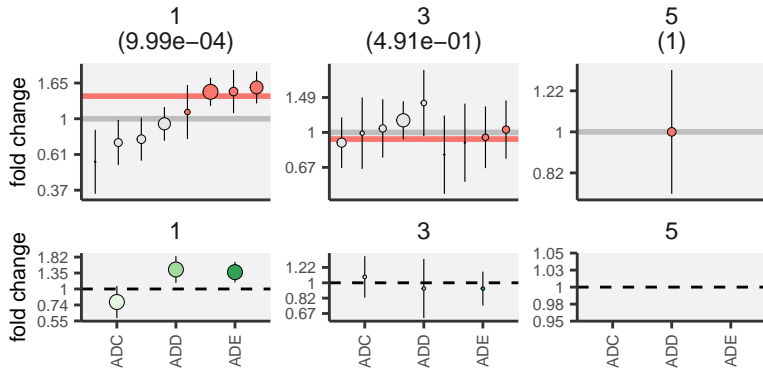 1
(9.99e−04)
3
(4.91e−01)
5
(1)
fold change
1.65
1
0.61
0.37
1.49
1
0.67
1.22
1
0.82
1
3
5
fold change
1.82
1.35
1
0.74
0.55
1.22
1
0.82
0.67
1.05
1.03
1
0.98
0.95
ADC
ADD
ADE
ADC
ADD
ADE
ADC
ADD
ADE